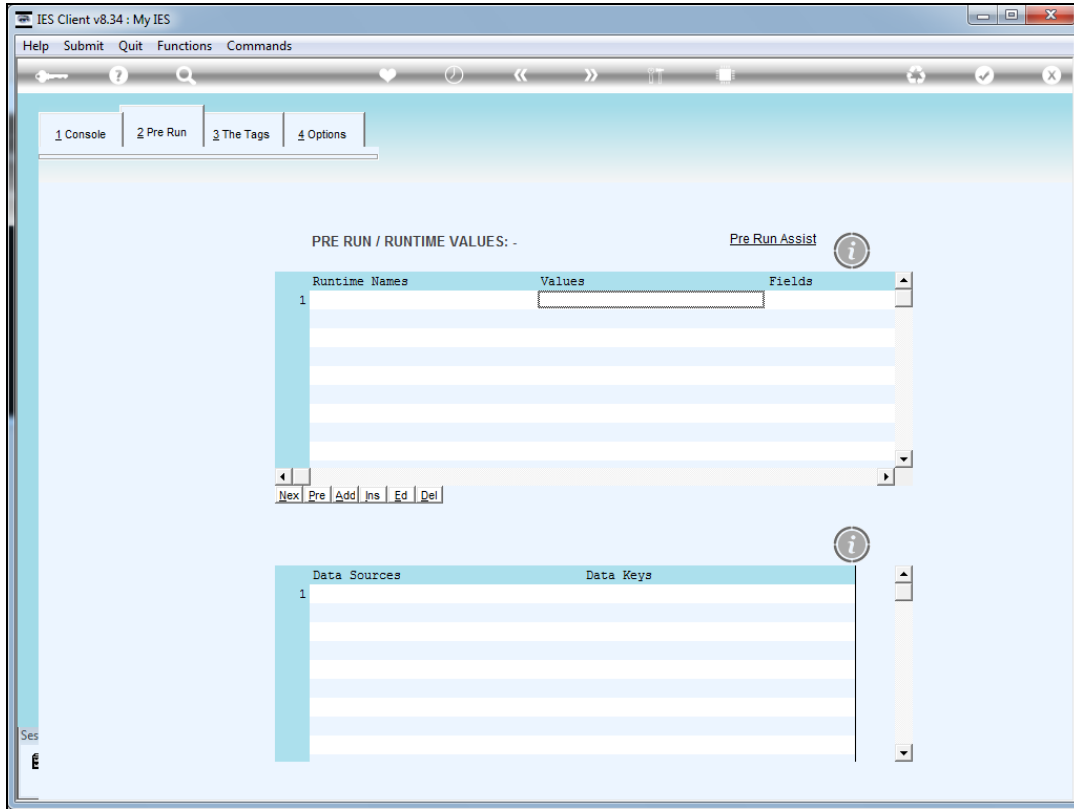 IES Client v8.34 : My IES
Help Submit Quit Functions Commands
1 Console 2 Pre Run 3 The Tags 4 Options
PRE RUN / RUNTIME VALUES: - Pre Run Assist
Runtime Names Values Fields
1
Nex Pre Add Ins Ed Del
Data Sources Data Keys
1
Ses